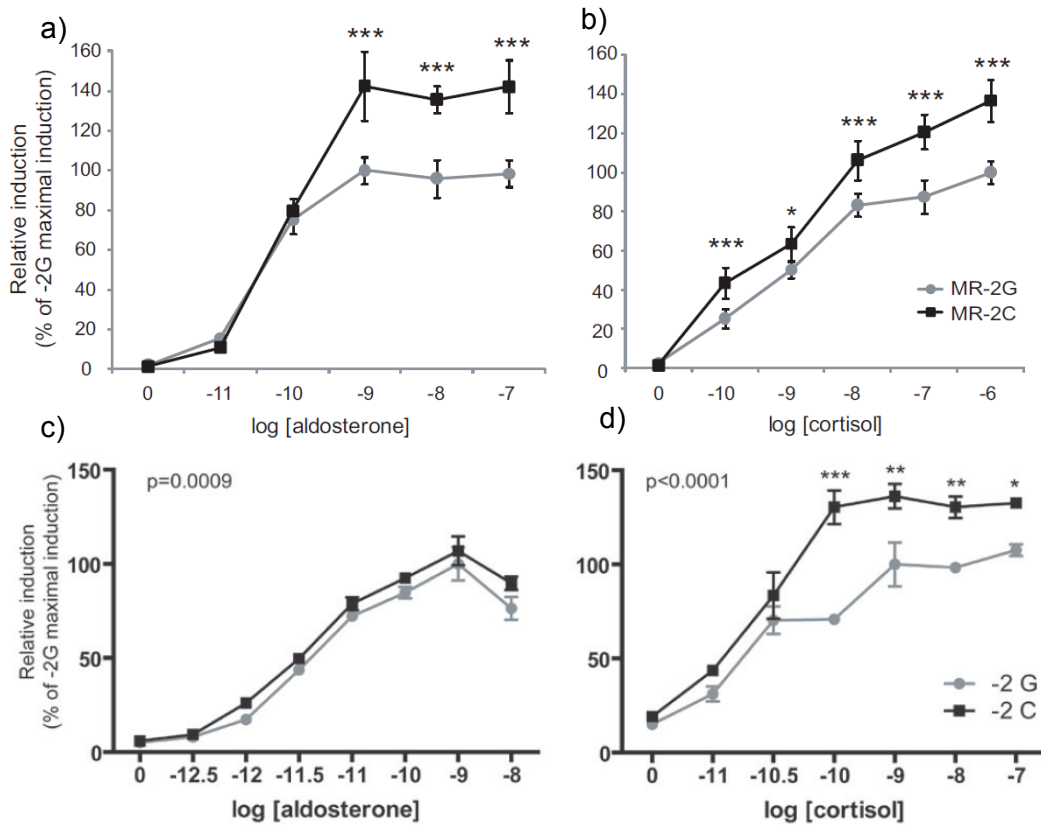 a)
Relative induction
(% of -2G maximal induction)
160
140
120
100
80
60
40
20
0
***
***
***
0 -11 -10 -9 -8 -7
log [aldosterone]
b)
160
140
120
100
80
60
40
20
0
***
*
***
***
***
MR-2G
MR-2C
0 -10 -9 -8 -7 -6
log [cortisol]
c)
Relative induction
(% of -2G maximal induction)
150
100
50
0
p=0.0009
0 -12.5 -12 -11.5 -11 -10 -9 -8
log [aldosterone]
d)
150
100
50
0
p<0.0001
*** ** ** *
-2 G
-2 C
0 -11 -10.5 -10 -9 -8 -7
log [cortisol]